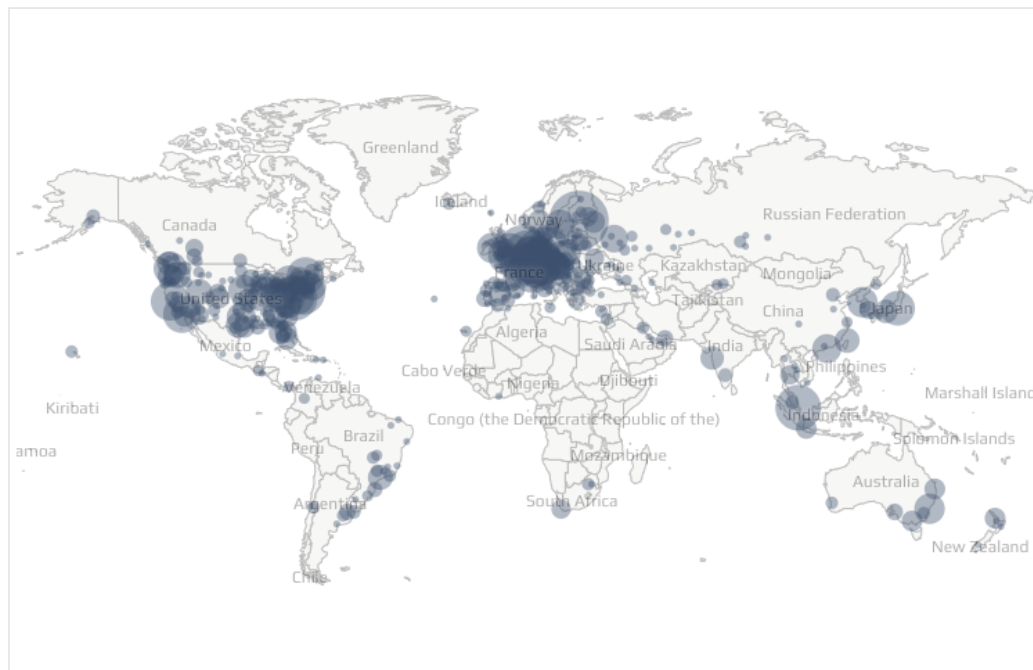 Greenland
Iceland
Norway
Russian Federation
Canada
Ukraine
Kazakhstan
France
Mongolia
United States
Tajikistan
China
Japan
Algeria
Mexico
Saudi Arabia
India
Philippines
Cabo Verde
Nigeria
Djibouti
Venezuela
Marshall Island
Kiribati
Congo (the Democratic Republic of the)
Indonesia
Brazil
Solomon Islands
Peru
amoa
Mozambique
Australia
Argentina
South Africa
New Zealand
Chile